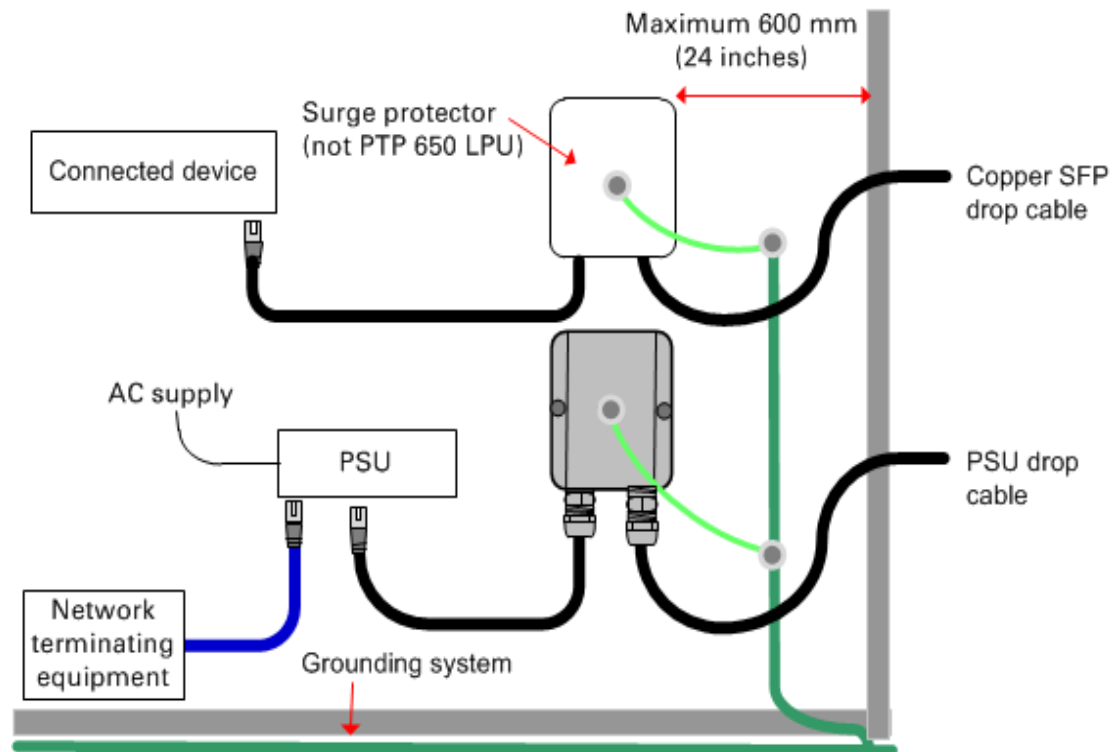 Maximum 600 mm
(24 inches)
Surge protector
(not PTP 650 LPU)
Connected device
Copper SFP
drop cable
AC supply
PSU
PSU drop
cable
Network
terminating
equipment
Grounding system